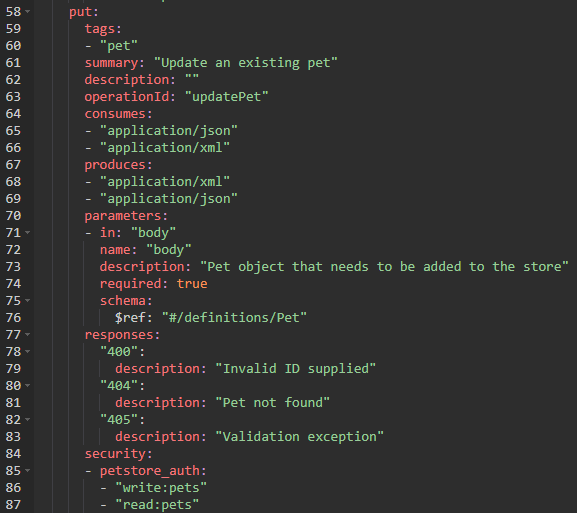 58 put:
59 tags:
60 - "pet"
61 summary: "Update an existing pet"
62 description: ""
63 operationId: "updatePet"
64 consumes:
65 - "application/json"
66 - "application/xml"
67 produces:
68 - "application/xml"
69 - "application/json"
70 parameters:
71 - in: "body"
72 name: "body"
73 description: "Pet object that needs to be added to the store"
74 required: true
75 schema:
76 $ref: "#/definitions/Pet"
77 responses:
78 "400":
79 description: "Invalid ID supplied"
80 "404":
81 description: "Pet not found"
82 "405":
83 description: "Validation exception"
84 security:
85 - petstore_auth:
86 - "write:pets"
87 - "read:pets"